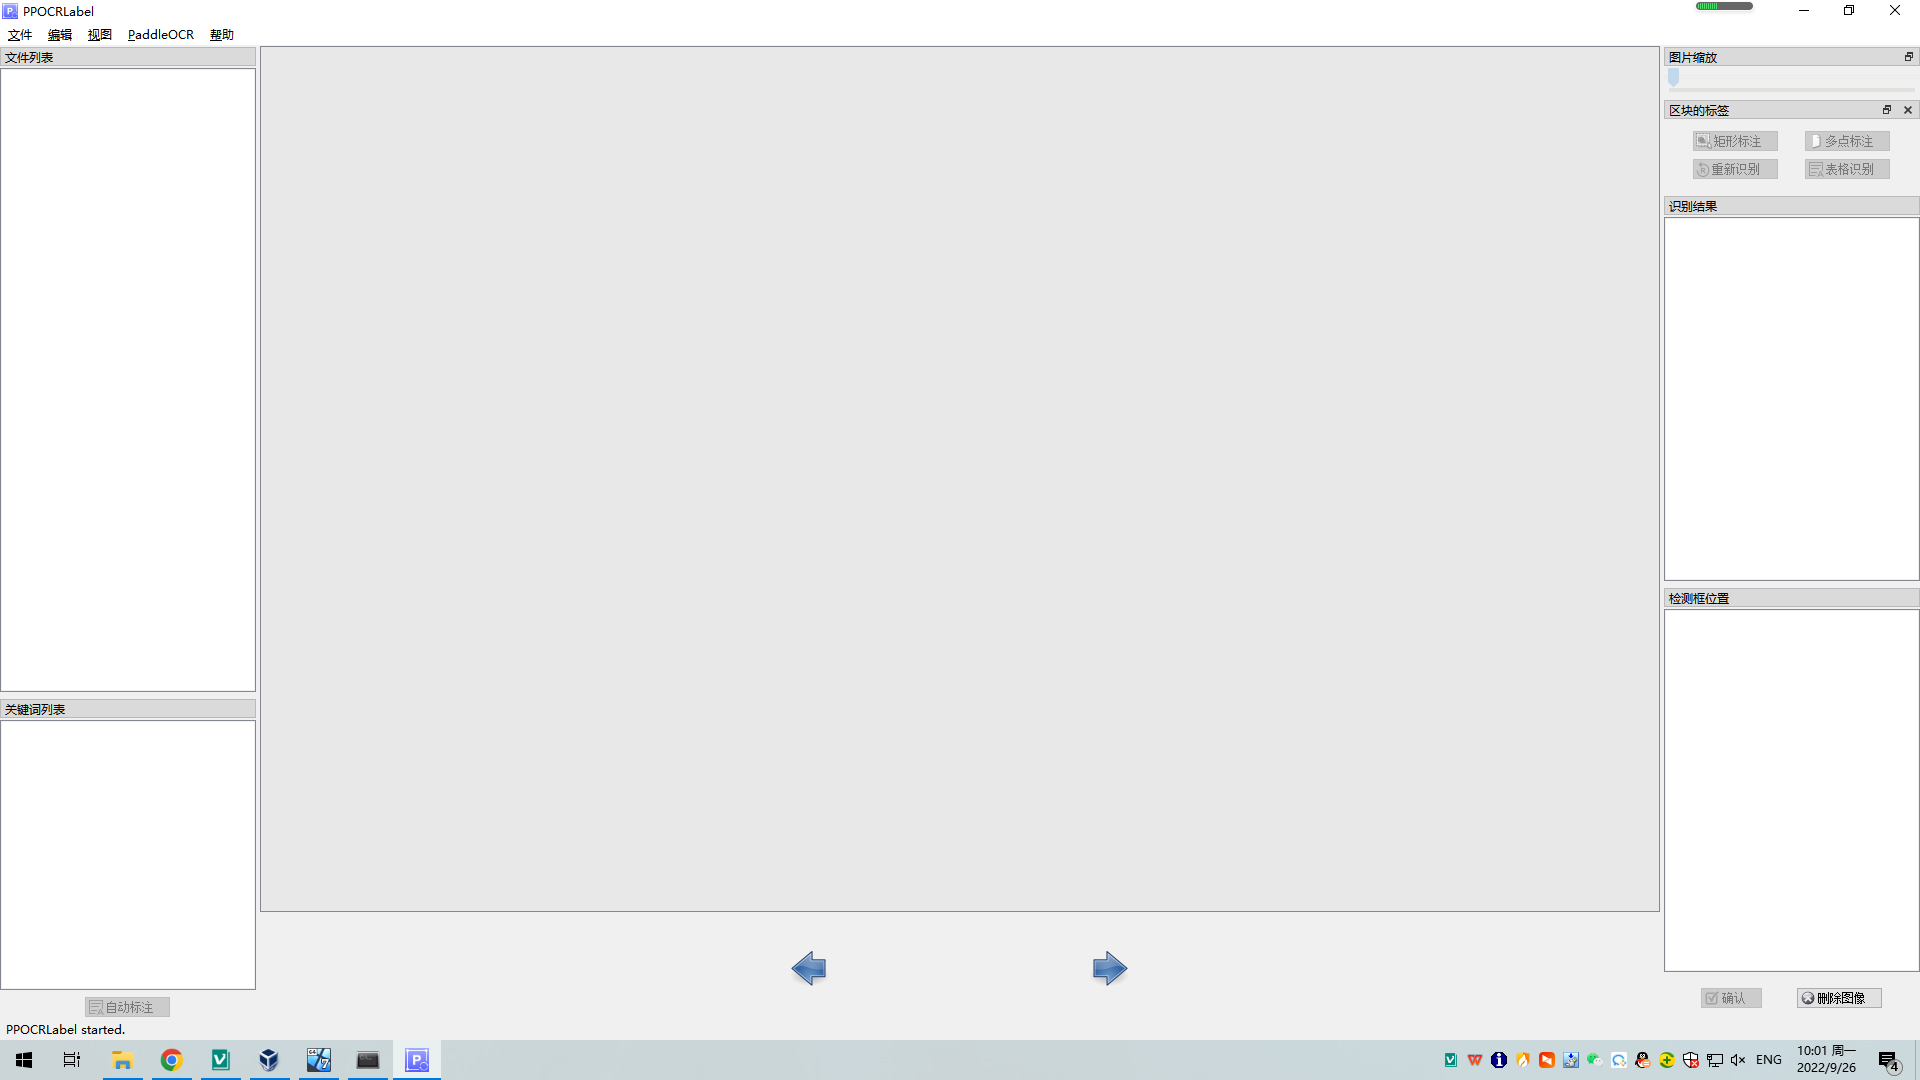 PPOCRLabel
文件 编辑 视图 PaddleOCR 帮助
文件列表
图片缩放
区块的标签
矩形标注 多点标注
重新识别 表格识别
识别结果
检测框位置
关键词列表
确认 删除图像
自动标注
PPOCRLabel started.
ENG
10:01 周一
2022/9/26
4